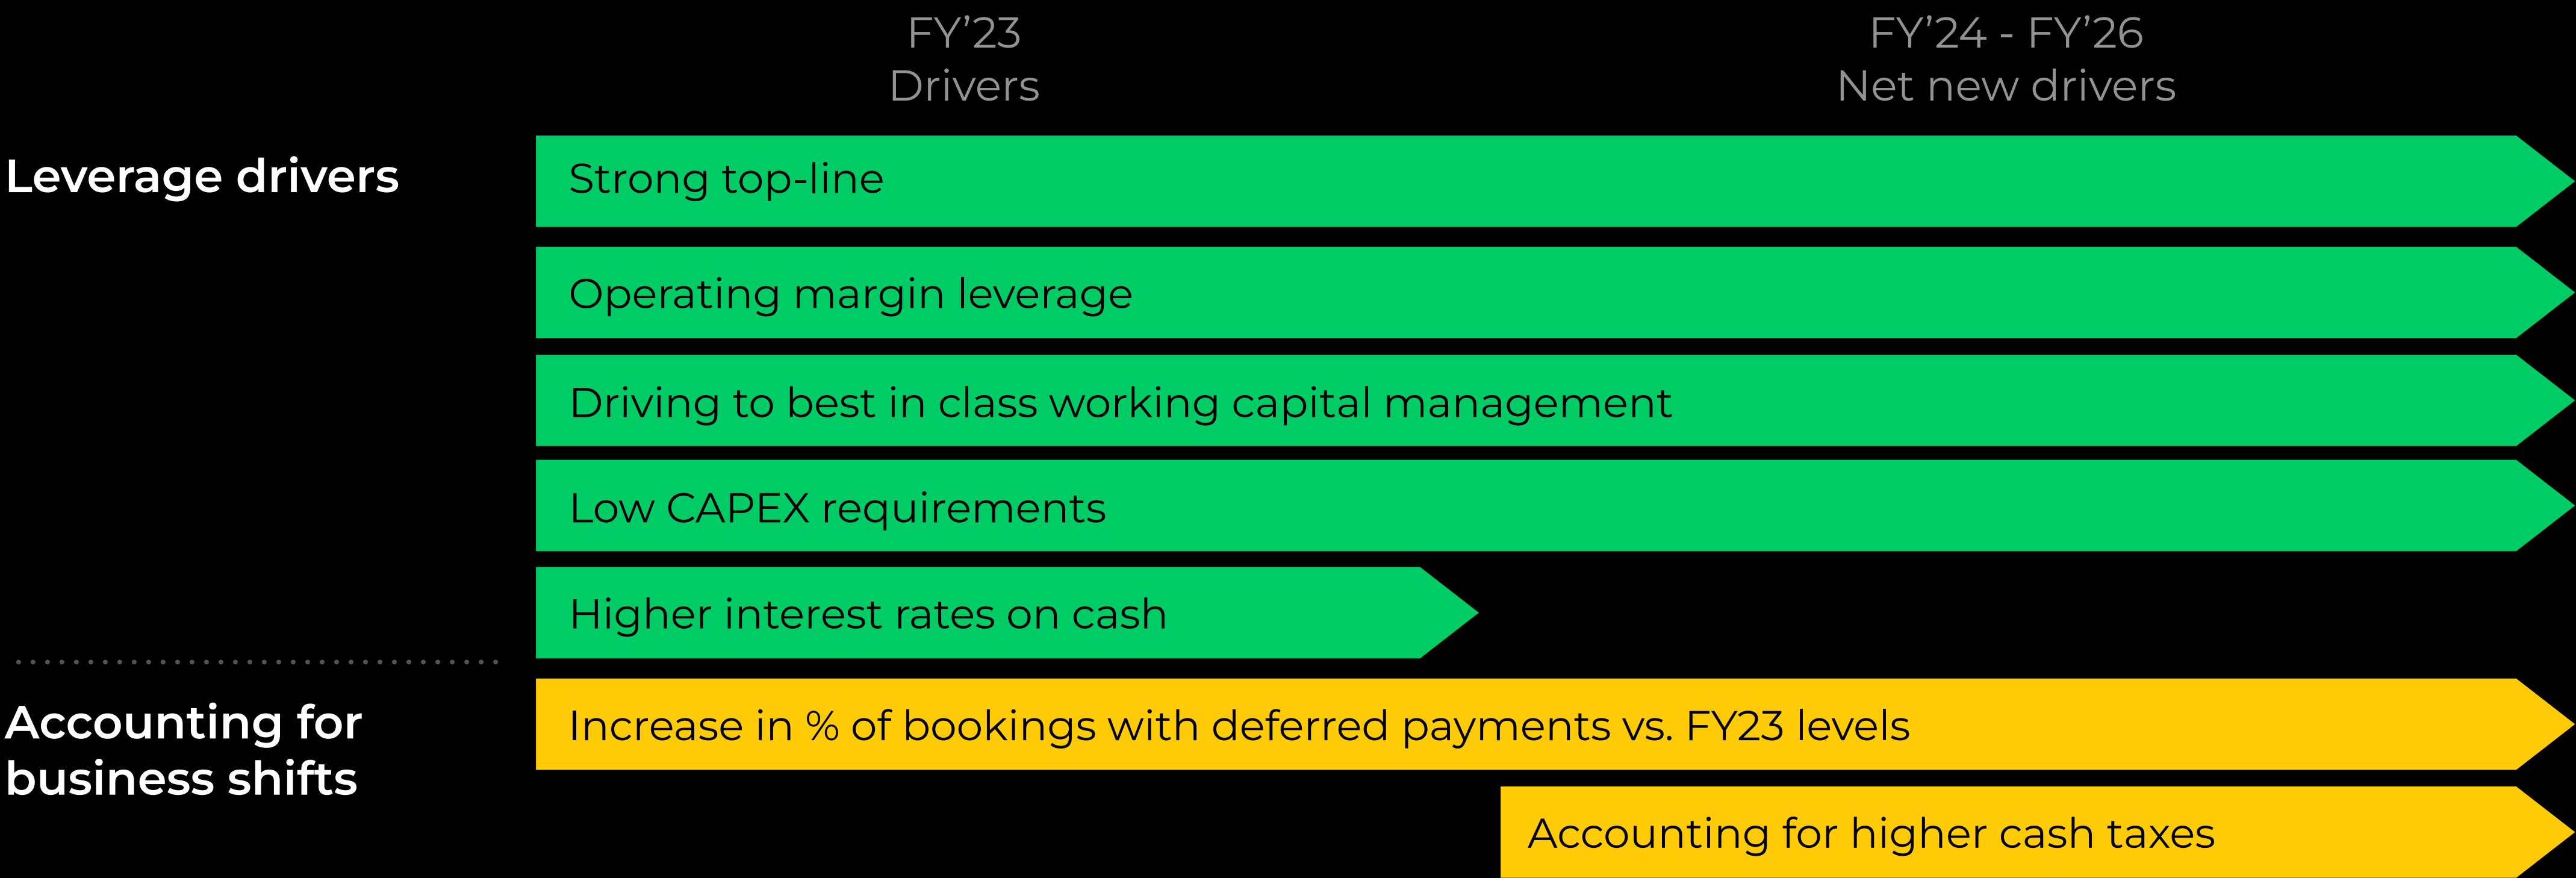 FY’23
Drivers
FY’24 - FY’26
Net new drivers
Leverage drivers
Strong top-line
Operating margin leverage
Driving to best in class working capital management
Low CAPEX requirements
Higher interest rates on cash
Accounting for
business shifts
Increase in % of bookings with deferred payments vs. FY23 levels
Accounting for higher cash taxes